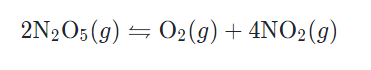 2N₂O₅(g) ⇋ O₂(g) + 4NO₂(g)